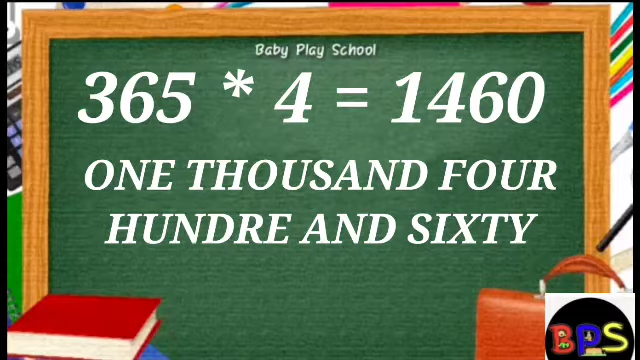 Baby Play School
365 * 4 = 1460
ONE THOUSAND FOUR
HUNDRE AND SIXTY
BPS